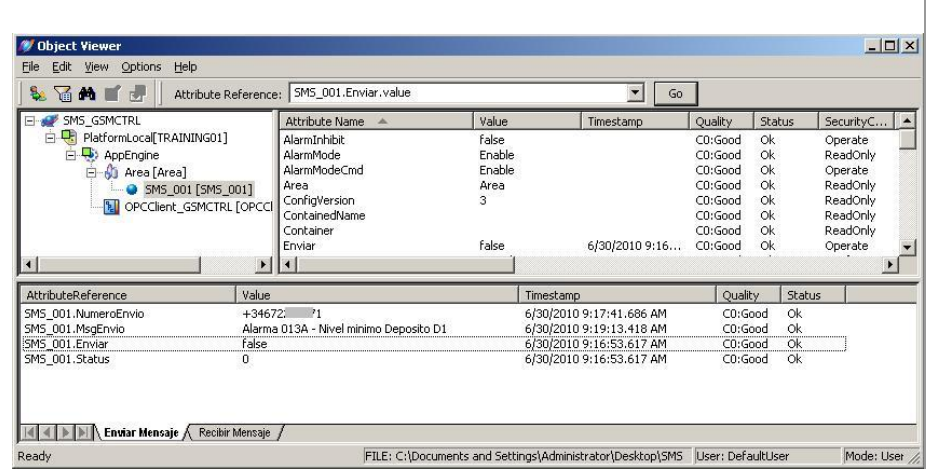 Object Viewer
File Edit View Options Help
Attribute Reference: SMS_001.Enviar.value Go
SMS_GSMCTRL
PlatformLocal[TRAINING01]
AppEngine
Area [Area]
SMS_001 [SMS_001]
OPCClient_GSMCTRL [OPCCl
Attribute Name Value Timestamp Quality Status SecurityC...
AlarmInhibit false C0:Good Ok Operate
AlarmMode Enable C0:Good Ok ReadOnly
AlarmModeCmd Enable C0:Good Ok Operate
Area Area C0:Good Ok ReadOnly
ConfigVersion 3 C0:Good Ok ReadOnly
ContainedName C0:Good Ok ReadOnly
Container C0:Good Ok ReadOnly
Enviar false 6/30/2010 9:16... C0:Good Ok Operate
AttributeReference Value Timestamp Quality Status
SMS_001.NumeroEnvio 6/30/2010 9:17:41.686 AM C0:Good Ok
SMS_001.MsgEnvio Alarma 013A - Nivel minimo Deposito D1 6/30/2010 9:19:13.418 AM C0:Good Ok
SMS_001.Enviar false 6/30/2010 9:16:53.617 AM C0:Good Ok
SMS_001.Status 0 6/30/2010 9:16:53.617 AM C0:Good Ok
Enviar Mensaje Recibir Mensaje
Ready FILE: C:\Documents and Settings\Administrator\Desktop\SMS User: DefaultUser Mode: User